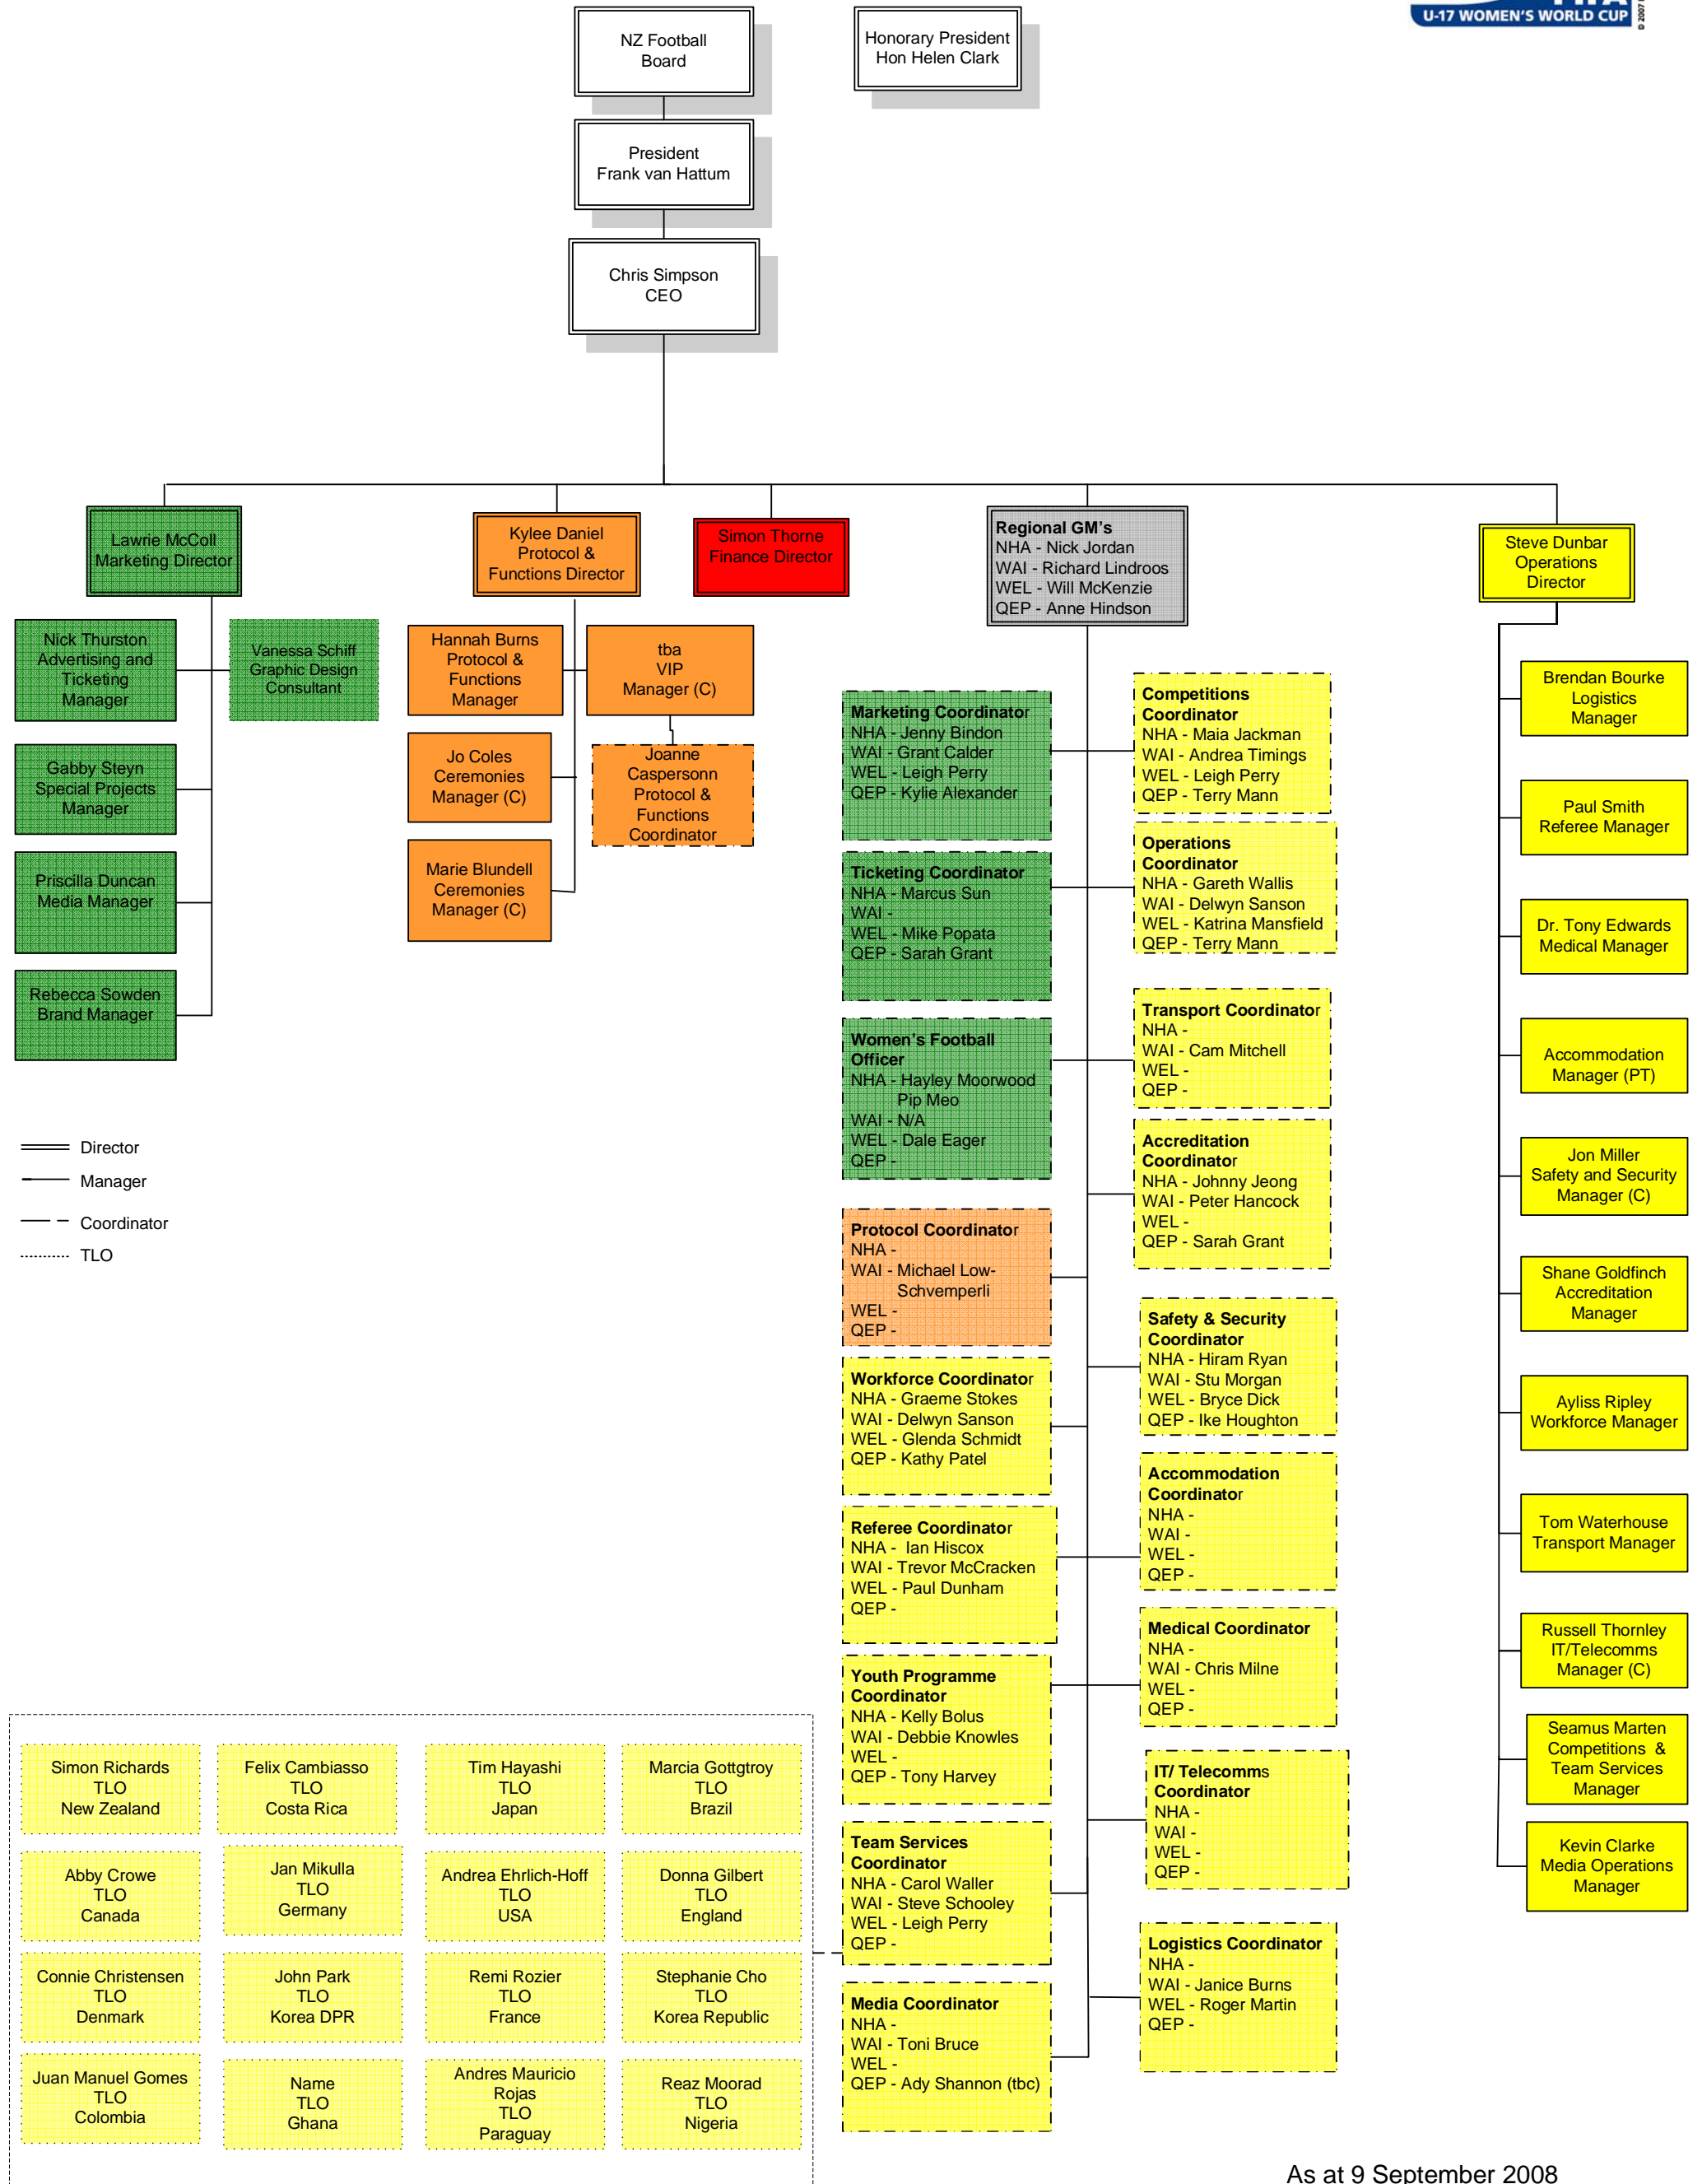 FIFA
U-17 WOMEN'S WORLD CUP
NZ Football
Board
Honorary President
Hon Helen Clark
President
Frank van Hattum
Chris Simpson
CEO
Lawrie McColl
Marketing Director
Kylee Daniel
Protocol &
Functions Director
Simon Thorne
Finance Director
Regional GM's
NHA - Nick Jordan
WAI - Richard Lindroos
WEL - Will McKenzie
QEP - Anne Hindson
Steve Dunbar
Operations
Director
Nick Thurston
Advertising and
Ticketing
Manager
Vanessa Schiff
Graphic Design
Consultant
Gabby Steyn
Special Projects
Manager
Priscilla Duncan
Media Manager
Rebecca Sowden
Brand Manager
Hannah Burns
Protocol &
Functions
Manager
tba
VIP
Manager (C)
Jo Coles
Ceremonies
Manager (C)
Joanne
Caspersonn
Protocol &
Functions
Coordinator
Marie Blundell
Ceremonies
Manager (C)
Marketing Coordinator
NHA - Jenny Bindon
WAI - Grant Calder
WEL - Leigh Perry
QEP - Kylie Alexander
Competitions
Coordinator
NHA - Maia Jackman
WAI - Andrea Timings
WEL - Leigh Perry
QEP - Terry Mann
Ticketing Coordinator
NHA - Marcus Sun
WAI -
WEL - Mike Popata
QEP - Sarah Grant
Operations
Coordinator
NHA - Gareth Wallis
WAI - Delwyn Sanson
WEL - Katrina Mansfield
QEP - Terry Mann
Women's Football
Officer
NHA - Hayley Moorwood
Pip Meo
WAI - N/A
WEL - Dale Eager
QEP -
Transport Coordinator
NHA -
WAI - Cam Mitchell
WEL -
QEP -
Accreditation
Coordinator
NHA - Johnny Jeong
WAI - Peter Hancock
WEL -
QEP - Sarah Grant
Protocol Coordinator
NHA -
WAI - Michael Low-
Schvemperli
WEL -
QEP -
Safety & Security
Coordinator
NHA - Hiram Ryan
WAI - Stu Morgan
WEL - Bryce Dick
QEP - Ike Houghton
Workforce Coordinator
NHA - Graeme Stokes
WAI - Delwyn Sanson
WEL - Glenda Schmidt
QEP - Kathy Patel
Accommodation
Coordinator
NHA -
WAI -
WEL -
QEP -
Referee Coordinator
NHA - Ian Hiscox
WAI - Trevor McCracken
WEL - Paul Dunham
QEP -
Medical Coordinator
NHA -
WAI - Chris Milne
WEL -
QEP -
Youth Programme
Coordinator
NHA - Kelly Bolus
WAI - Debbie Knowles
WEL -
QEP - Tony Harvey
IT/ Telecomms
Coordinator
NHA -
WAI -
WEL -
QEP -
Team Services
Coordinator
NHA - Carol Waller
WAI - Steve Schooley
WEL - Leigh Perry
QEP -
Logistics Coordinator
NHA -
WAI - Janice Burns
WEL - Roger Martin
QEP -
Media Coordinator
NHA -
WAI - Toni Bruce
WEL -
QEP - Ady Shannon (tbc)
Brendan Bourke
Logistics
Manager
Paul Smith
Referee Manager
Dr. Tony Edwards
Medical Manager
Accommodation
Manager (PT)
Jon Miller
Safety and Security
Manager (C)
Shane Goldfinch
Accreditation
Manager
Ayliss Ripley
Workforce Manager
Tom Waterhouse
Transport Manager
Russell Thornley
IT/Telecomms
Manager (C)
Seamus Marten
Competitions &
Team Services
Manager
Kevin Clarke
Media Operations
Manager
Director
Manager
Coordinator
TLO
Simon Richards
TLO
New Zealand
Felix Cambiasso
TLO
Costa Rica
Tim Hayashi
TLO
Japan
Marcia Gottgtroy
TLO
Brazil
Abby Crowe
TLO
Canada
Jan Mikulla
TLO
Germany
Andrea Ehrlich-Hoff
TLO
USA
Donna Gilbert
TLO
England
Connie Christensen
TLO
Denmark
John Park
TLO
Korea DPR
Remi Rozier
TLO
France
Stephanie Cho
TLO
Korea Republic
Juan Manuel Gomes
TLO
Colombia
Name
TLO
Ghana
Andres Mauricio
Rojas
TLO
Paraguay
Reaz Moorad
TLO
Nigeria
As at 9 September 2008